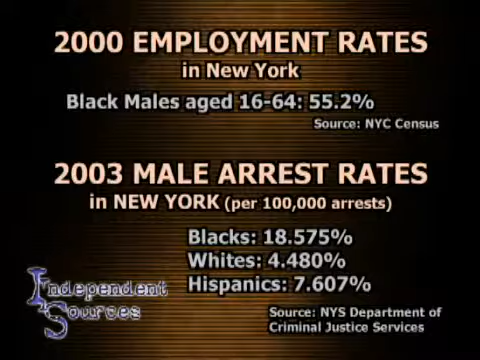 2000 EMPLOYMENT RATES
in New York
Black Males aged 16-64: 55.2%
Source: NYC Census
2003 MALE ARREST RATES
in NEW YORK (per 100,000 arrests)
Blacks: 18.575%
Whites: 4.480%
Hispanics: 7.607%
Independent
Sources
Source: NYS Department of
Criminal Justice Services